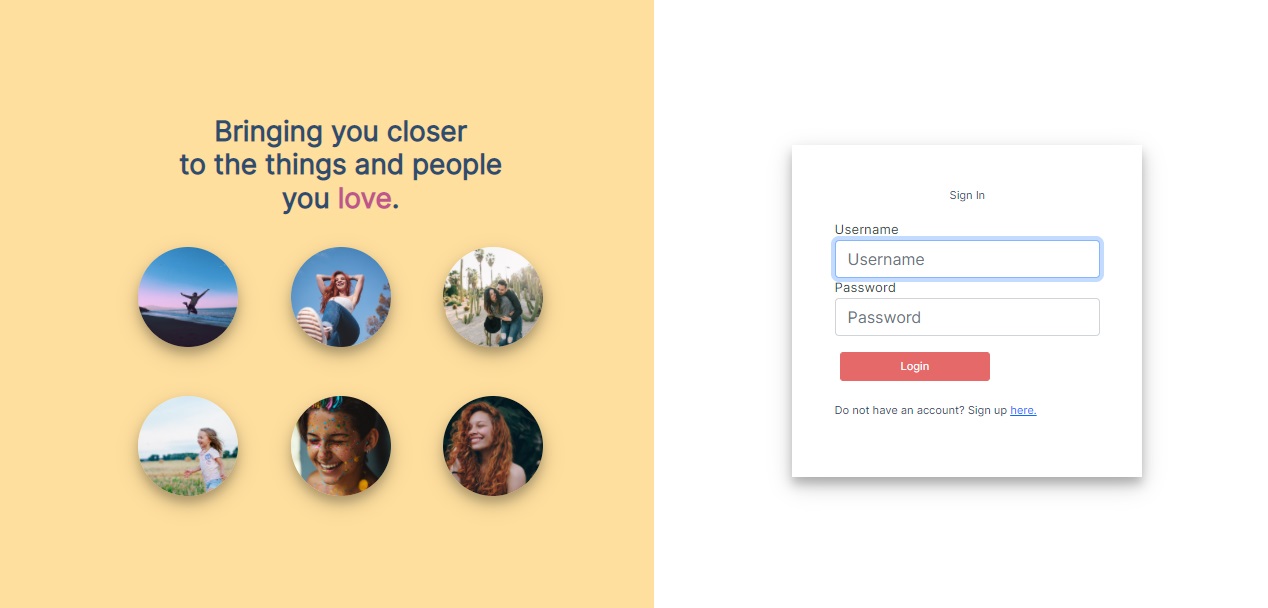 Bringing you closer
to the things and people
you love.
Sign In
Username
Username
Password
Password
Login
Do not have an account? Sign up here.